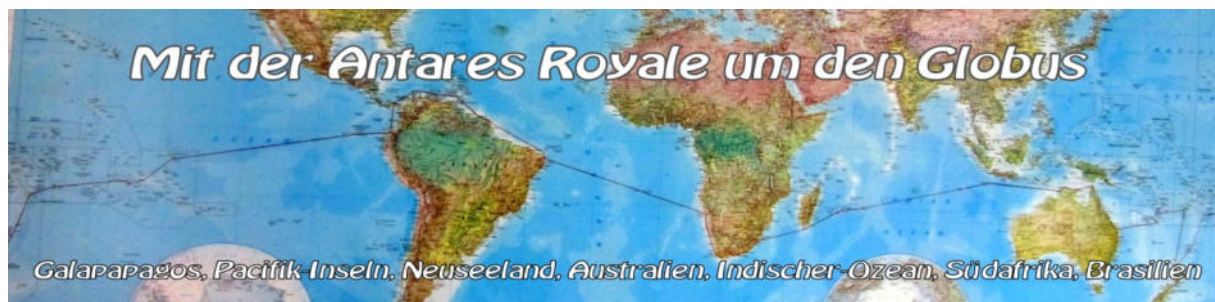 Mit der Antares Royale um den Globus
Galapapagos, Pacifik-Inseln, Neuseeland, Australien, Indischer-Ozean, Südafrika, Brasilien